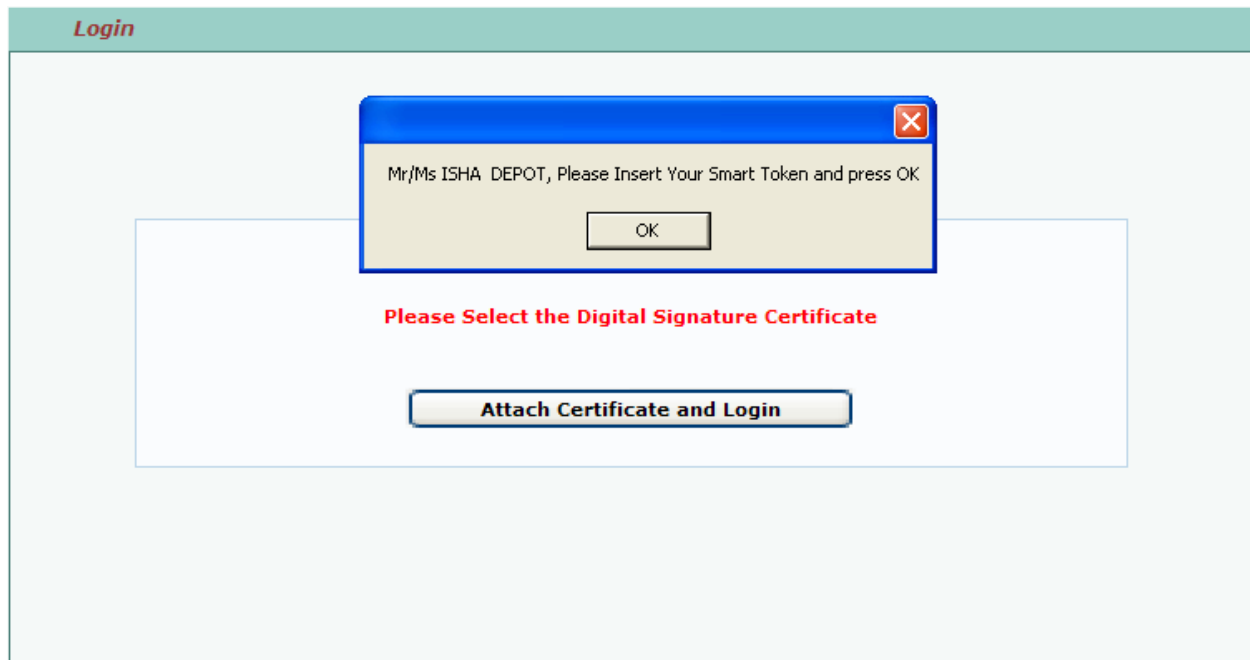 Login
Mr/Ms ISHA  DEPOT, Please Insert Your Smart Token and press OK
OK
Please Select the Digital Signature Certificate
Attach Certificate and Login